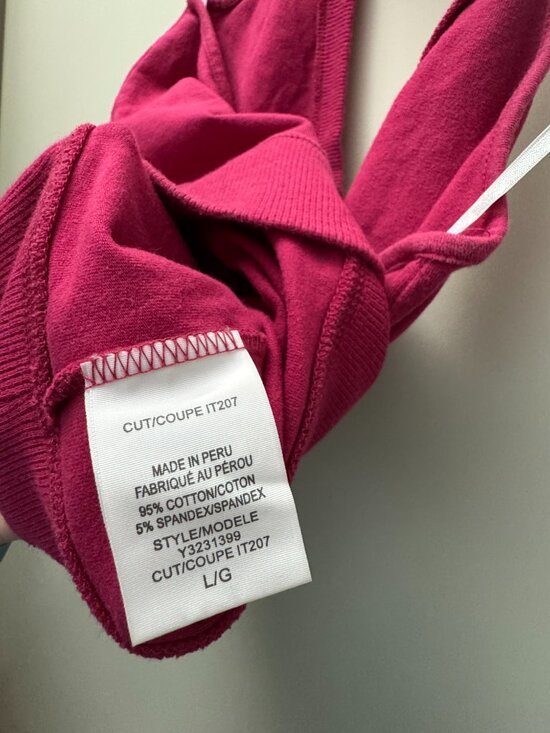 CUT/COUPE IT207
MADE IN PERU
FABRIQUÉ AU PÉROU
95% COTTON/COTON
5% SPANDEX/SPANDEX
STYLE/MODELE
Y3231399
CUT/COUPE IT207
L/G